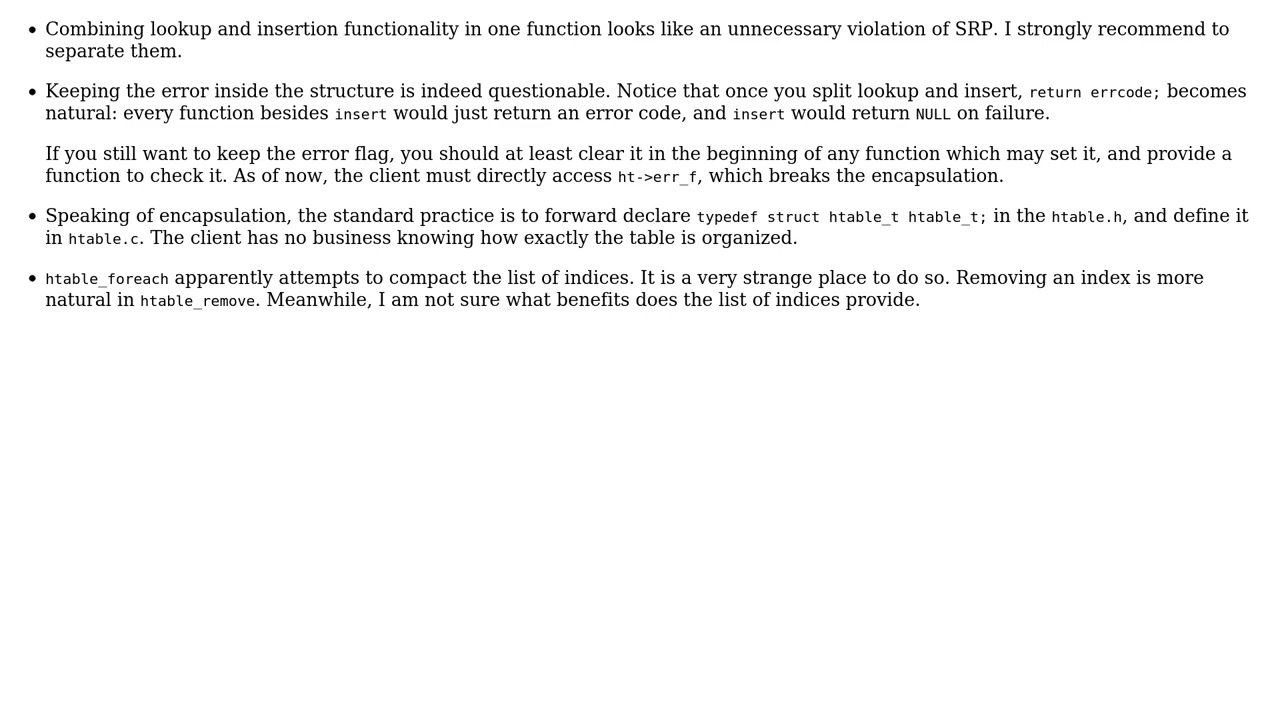 • Combining lookup and insertion functionality in one function looks like an unnecessary violation of SRP. I strongly recommend to
separate them.
• Keeping the error inside the structure is indeed questionable. Notice that once you split lookup and insert, return errcode; becomes
natural: every function besides insert would just return an error code, and insert would return NULL on failure.
If you still want to keep the error flag, you should at least clear it in the beginning of any function which may set it, and provide a
function to check it. As of now, the client must directly access ht->err_f, which breaks the encapsulation.
• Speaking of encapsulation, the standard practice is to forward declare typedef struct htable_t htable_t; in the htable.h, and define it
in htable.c. The client has no business knowing how exactly the table is organized.
• htable_foreach apparently attempts to compact the list of indices. It is a very strange place to do so. Removing an index is more
natural in htable_remove. Meanwhile, I am not sure what benefits does the list of indices provide.